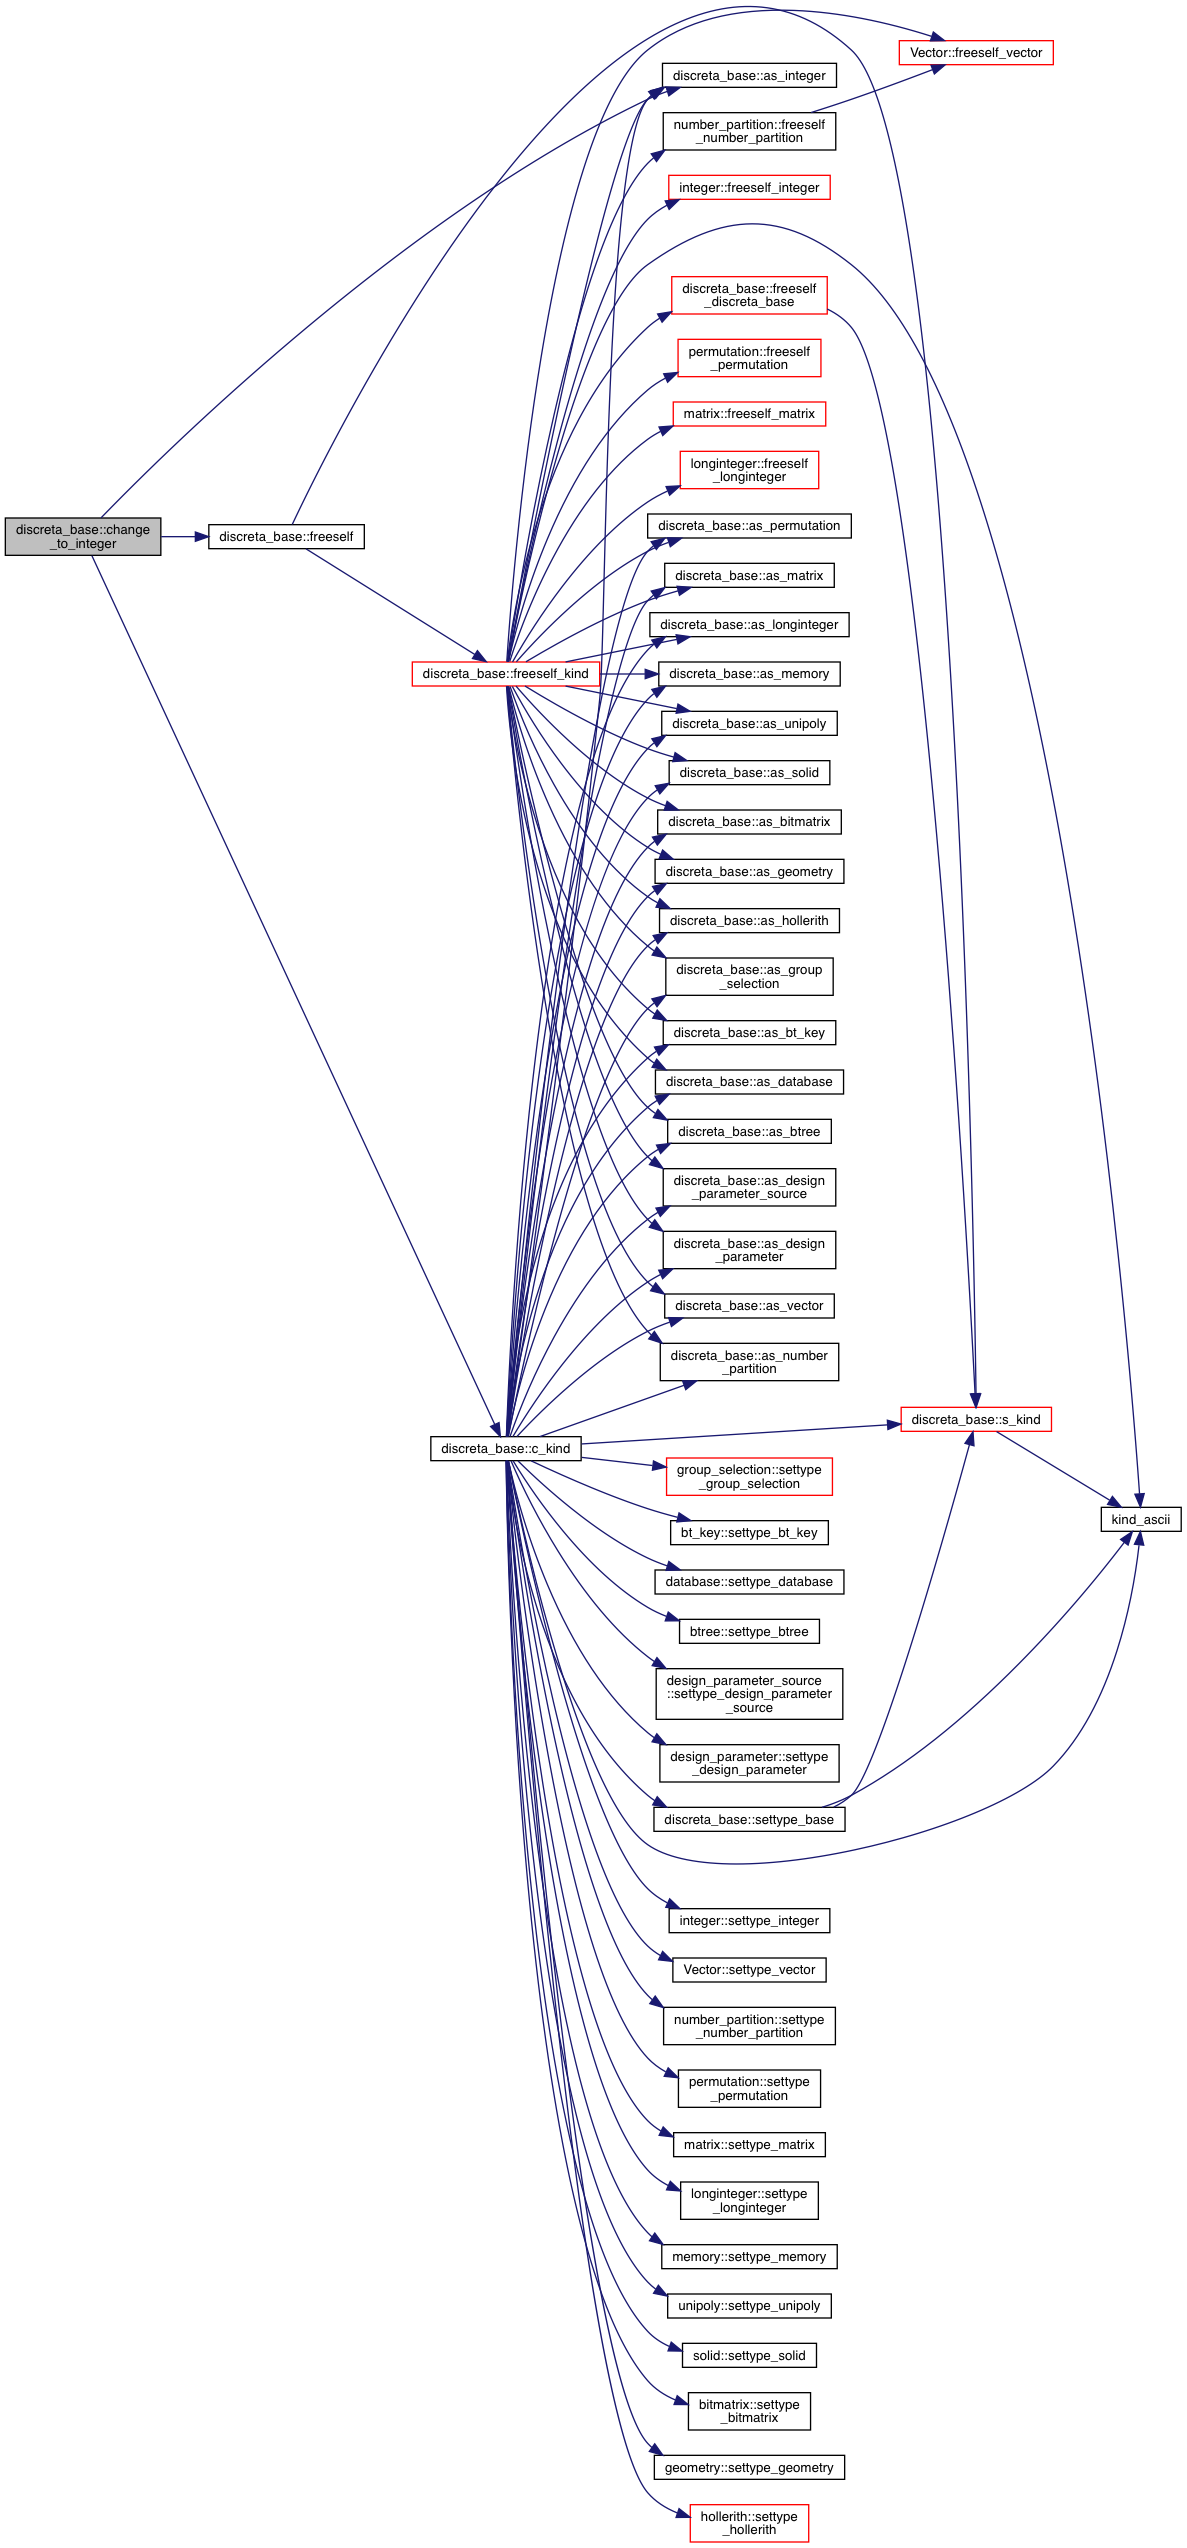 discreta_base::change
_to_integer
discreta_base::freeself
discreta_base::freeself_kind
discreta_base::c_kind
discreta_base::as_integer
number_partition::freeself
_number_partition
integer::freeself_integer
discreta_base::freeself
_discreta_base
permutation::freeself
_permutation
matrix::freeself_matrix
longinteger::freeself
_longinteger
discreta_base::as_permutation
discreta_base::as_matrix
discreta_base::as_longinteger
discreta_base::as_memory
discreta_base::as_unipoly
discreta_base::as_solid
discreta_base::as_bitmatrix
discreta_base::as_geometry
discreta_base::as_hollerith
discreta_base::as_group
_selection
discreta_base::as_bt_key
discreta_base::as_database
discreta_base::as_btree
discreta_base::as_design
_parameter_source
discreta_base::as_design
_parameter
discreta_base::as_vector
discreta_base::as_number
_partition
group_selection::settype
_group_selection
bt_key::settype_bt_key
database::settype_database
btree::settype_btree
design_parameter_source
::settype_design_parameter
_source
design_parameter::settype
_design_parameter
discreta_base::settype_base
integer::settype_integer
Vector::settype_vector
number_partition::settype
_number_partition
permutation::settype
_permutation
matrix::settype_matrix
longinteger::settype
_longinteger
memory::settype_memory
unipoly::settype_unipoly
solid::settype_solid
bitmatrix::settype
_bitmatrix
geometry::settype_geometry
hollerith::settype
_hollerith
Vector::freeself_vector
discreta_base::s_kind
kind_ascii